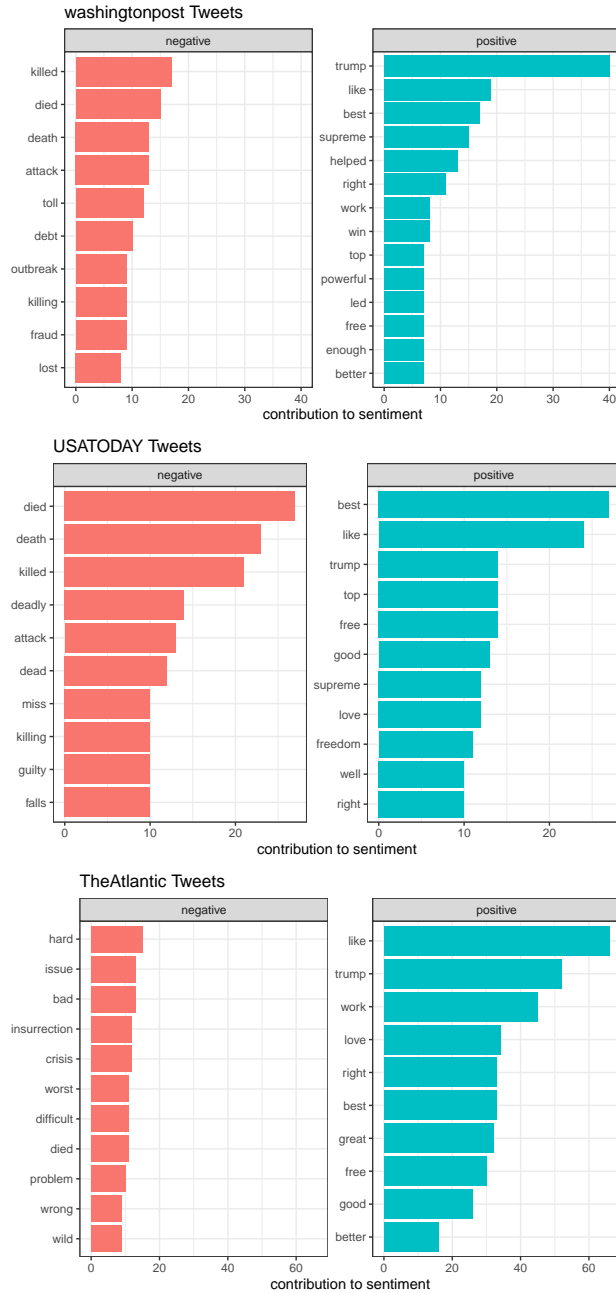 washingtonpost Tweets
negative
positive
killed
died
death
attack
toll
debt
outbreak
killing
fraud
lost
trump
like
best
supreme
helped
right
work
win
top
powerful
led
free
enough
better
0 10 20 30 40
0 10 20 30 40
contribution to sentiment
USATODAY Tweets
negative
positive
died
death
killed
deadly
attack
dead
miss
killing
guilty
falls
best
like
trump
top
free
good
supreme
love
freedom
well
right
0 10 20
0 10 20
contribution to sentiment
TheAtlantic Tweets
negative
positive
hard
issue
bad
insurrection
crisis
worst
difficult
died
problem
wrong
wild
like
trump
work
love
right
best
great
free
good
better
0 20 40 60
0 20 40 60
contribution to sentiment